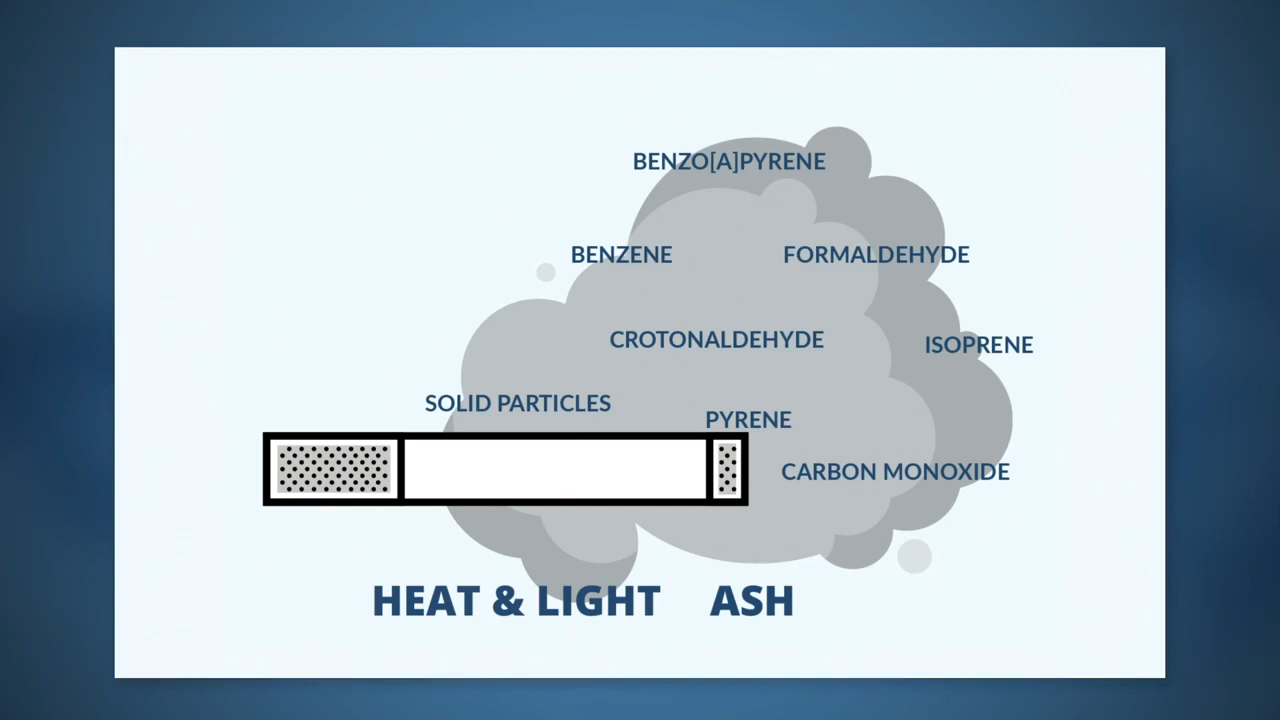 BENZO[A]PYRENE
BENZENE
FORMALDEHYDE
CROTONALDEHYDE
ISOPRENE
SOLID PARTICLES
PYRENE
CARBON MONOXIDE
HEAT & LIGHT
ASH